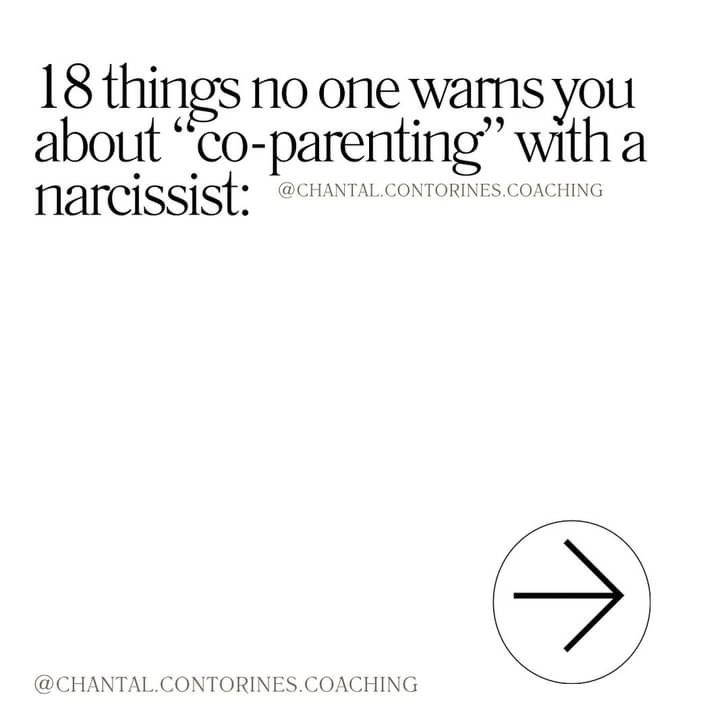 18 things no one warns you
about “co-parenting” with a
narcissist: @CHANTAL.CONTORINES.COACHING
@CHANTAL.CONTORINES.COACHING